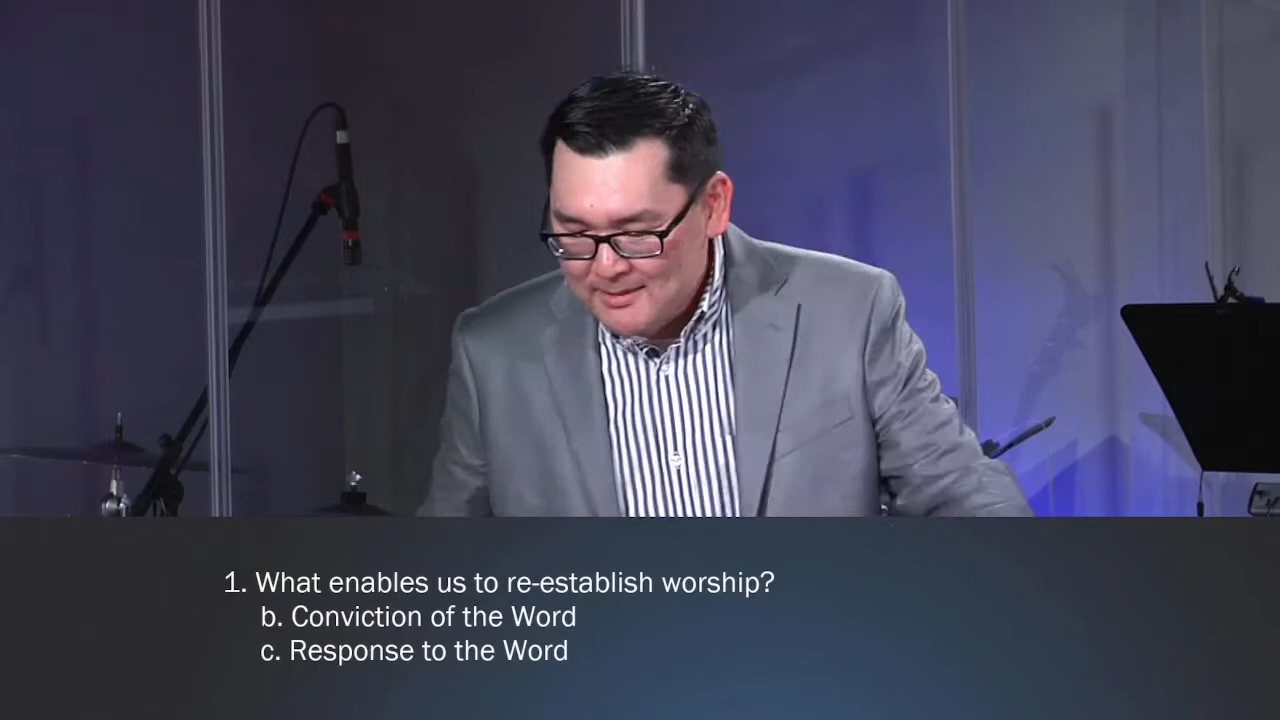 1. What enables us to re-establish worship?
b. Conviction of the Word
c. Response to the Word